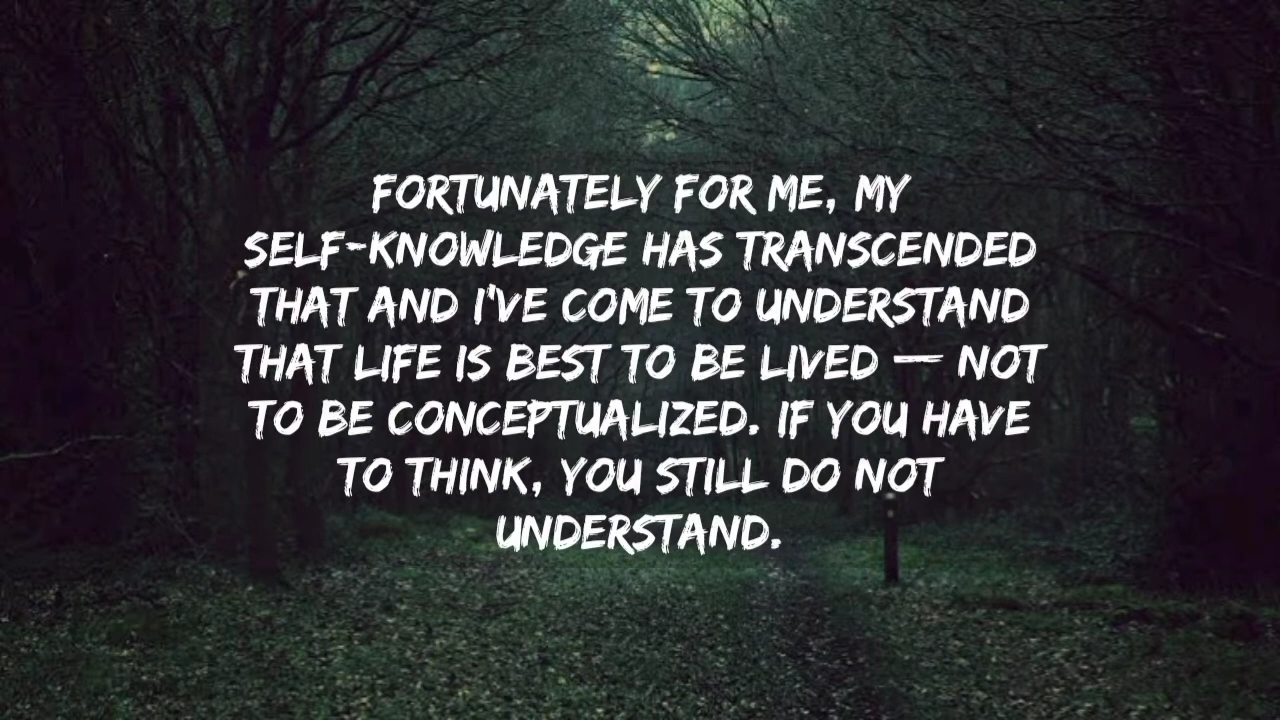 FORTUNATELY FOR ME, MY
SELF-KNOWLEDGE HAS TRANSCENDED
THAT AND I'VE COME TO UNDERSTAND
THAT LIFE IS BEST TO BE LIVED — NOT
TO BE CONCEPTUALIZED. IF YOU HAVE
TO THINK, YOU STILL DO NOT
UNDERSTAND.